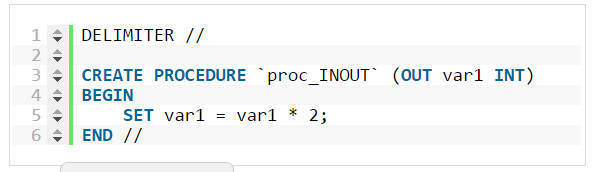 1 DELIMITER //
2
3 CREATE PROCEDURE `proc_INOUT` (OUT var1 INT)
4 BEGIN
5     SET var1 = var1 * 2;
6 END //